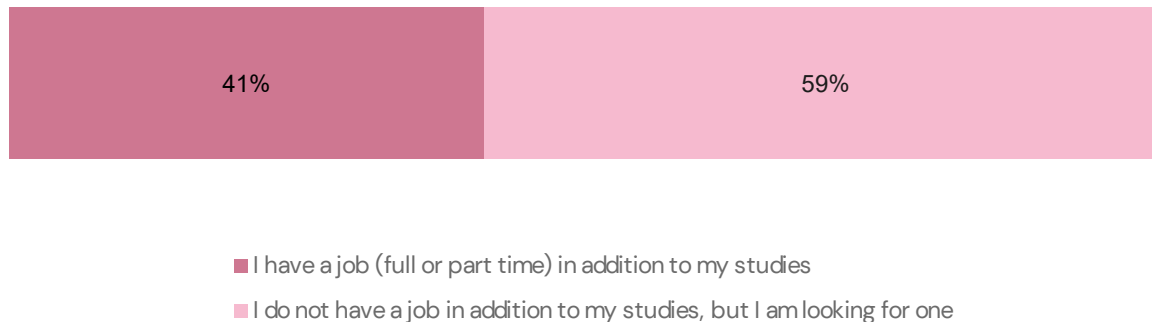 41% 59%
I have a job (full or part time) in addition to my studies
I do not have a job in addition to my studies, but I am looking for one